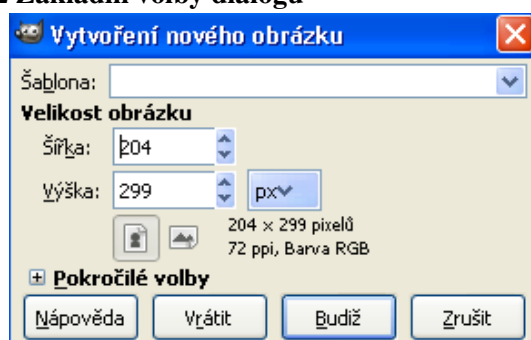 2 Základní volby dialogu
Vytvoření nového obrázku
Šablona:
Velikost obrázku
Šířka: 204
Výška: 299 px
204 × 299 pixelů
72 ppi, Barva RGB
Pokročilé volby
Nápověda Vrátit Budiž Zrušit